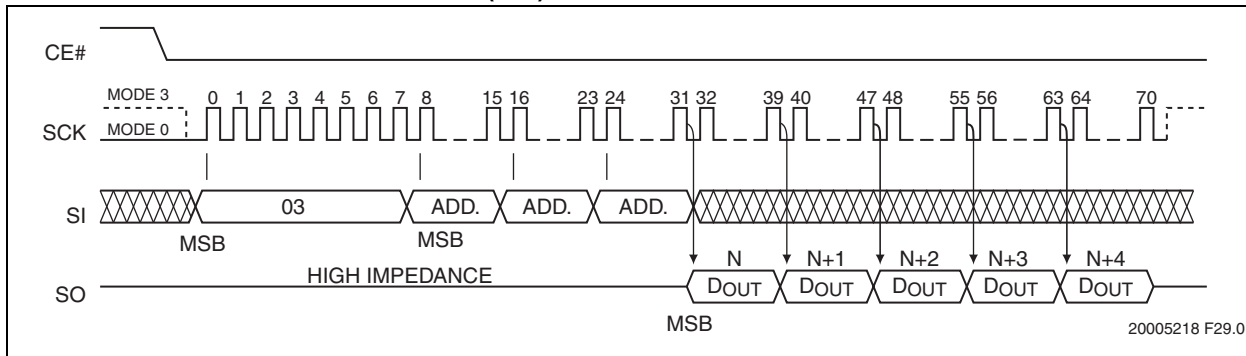 CE#
MODE 3
0 1 2 3 4 5 6 7 8 15 16 23 24 31 32 39 40 47 48 55 56 63 64 70
SCK
MODE 0
SI
03 ADD. ADD. ADD.
MSB MSB
N N+1 N+2 N+3 N+4
HIGH IMPEDANCE
SO
DOUT DOUT DOUT DOUT DOUT
MSB
20005218 F29.0